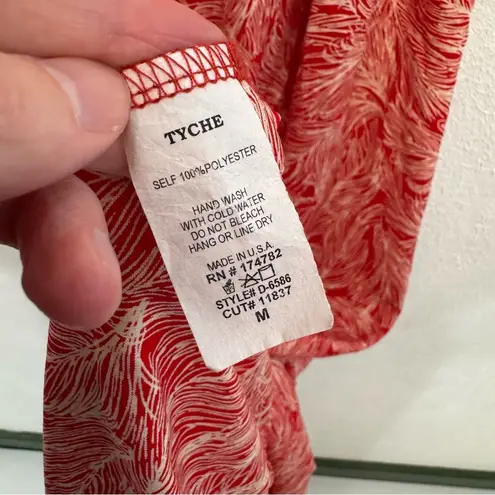 TYCHE
SELF 100%POLYESTER
HAND WASH
WITH COLD WATER
DO NOT BLEACH
HANG OR LINE DRY
MADE IN U.S.A.
RN # 174782
STYLE# D-6586
CUT# 11837
M